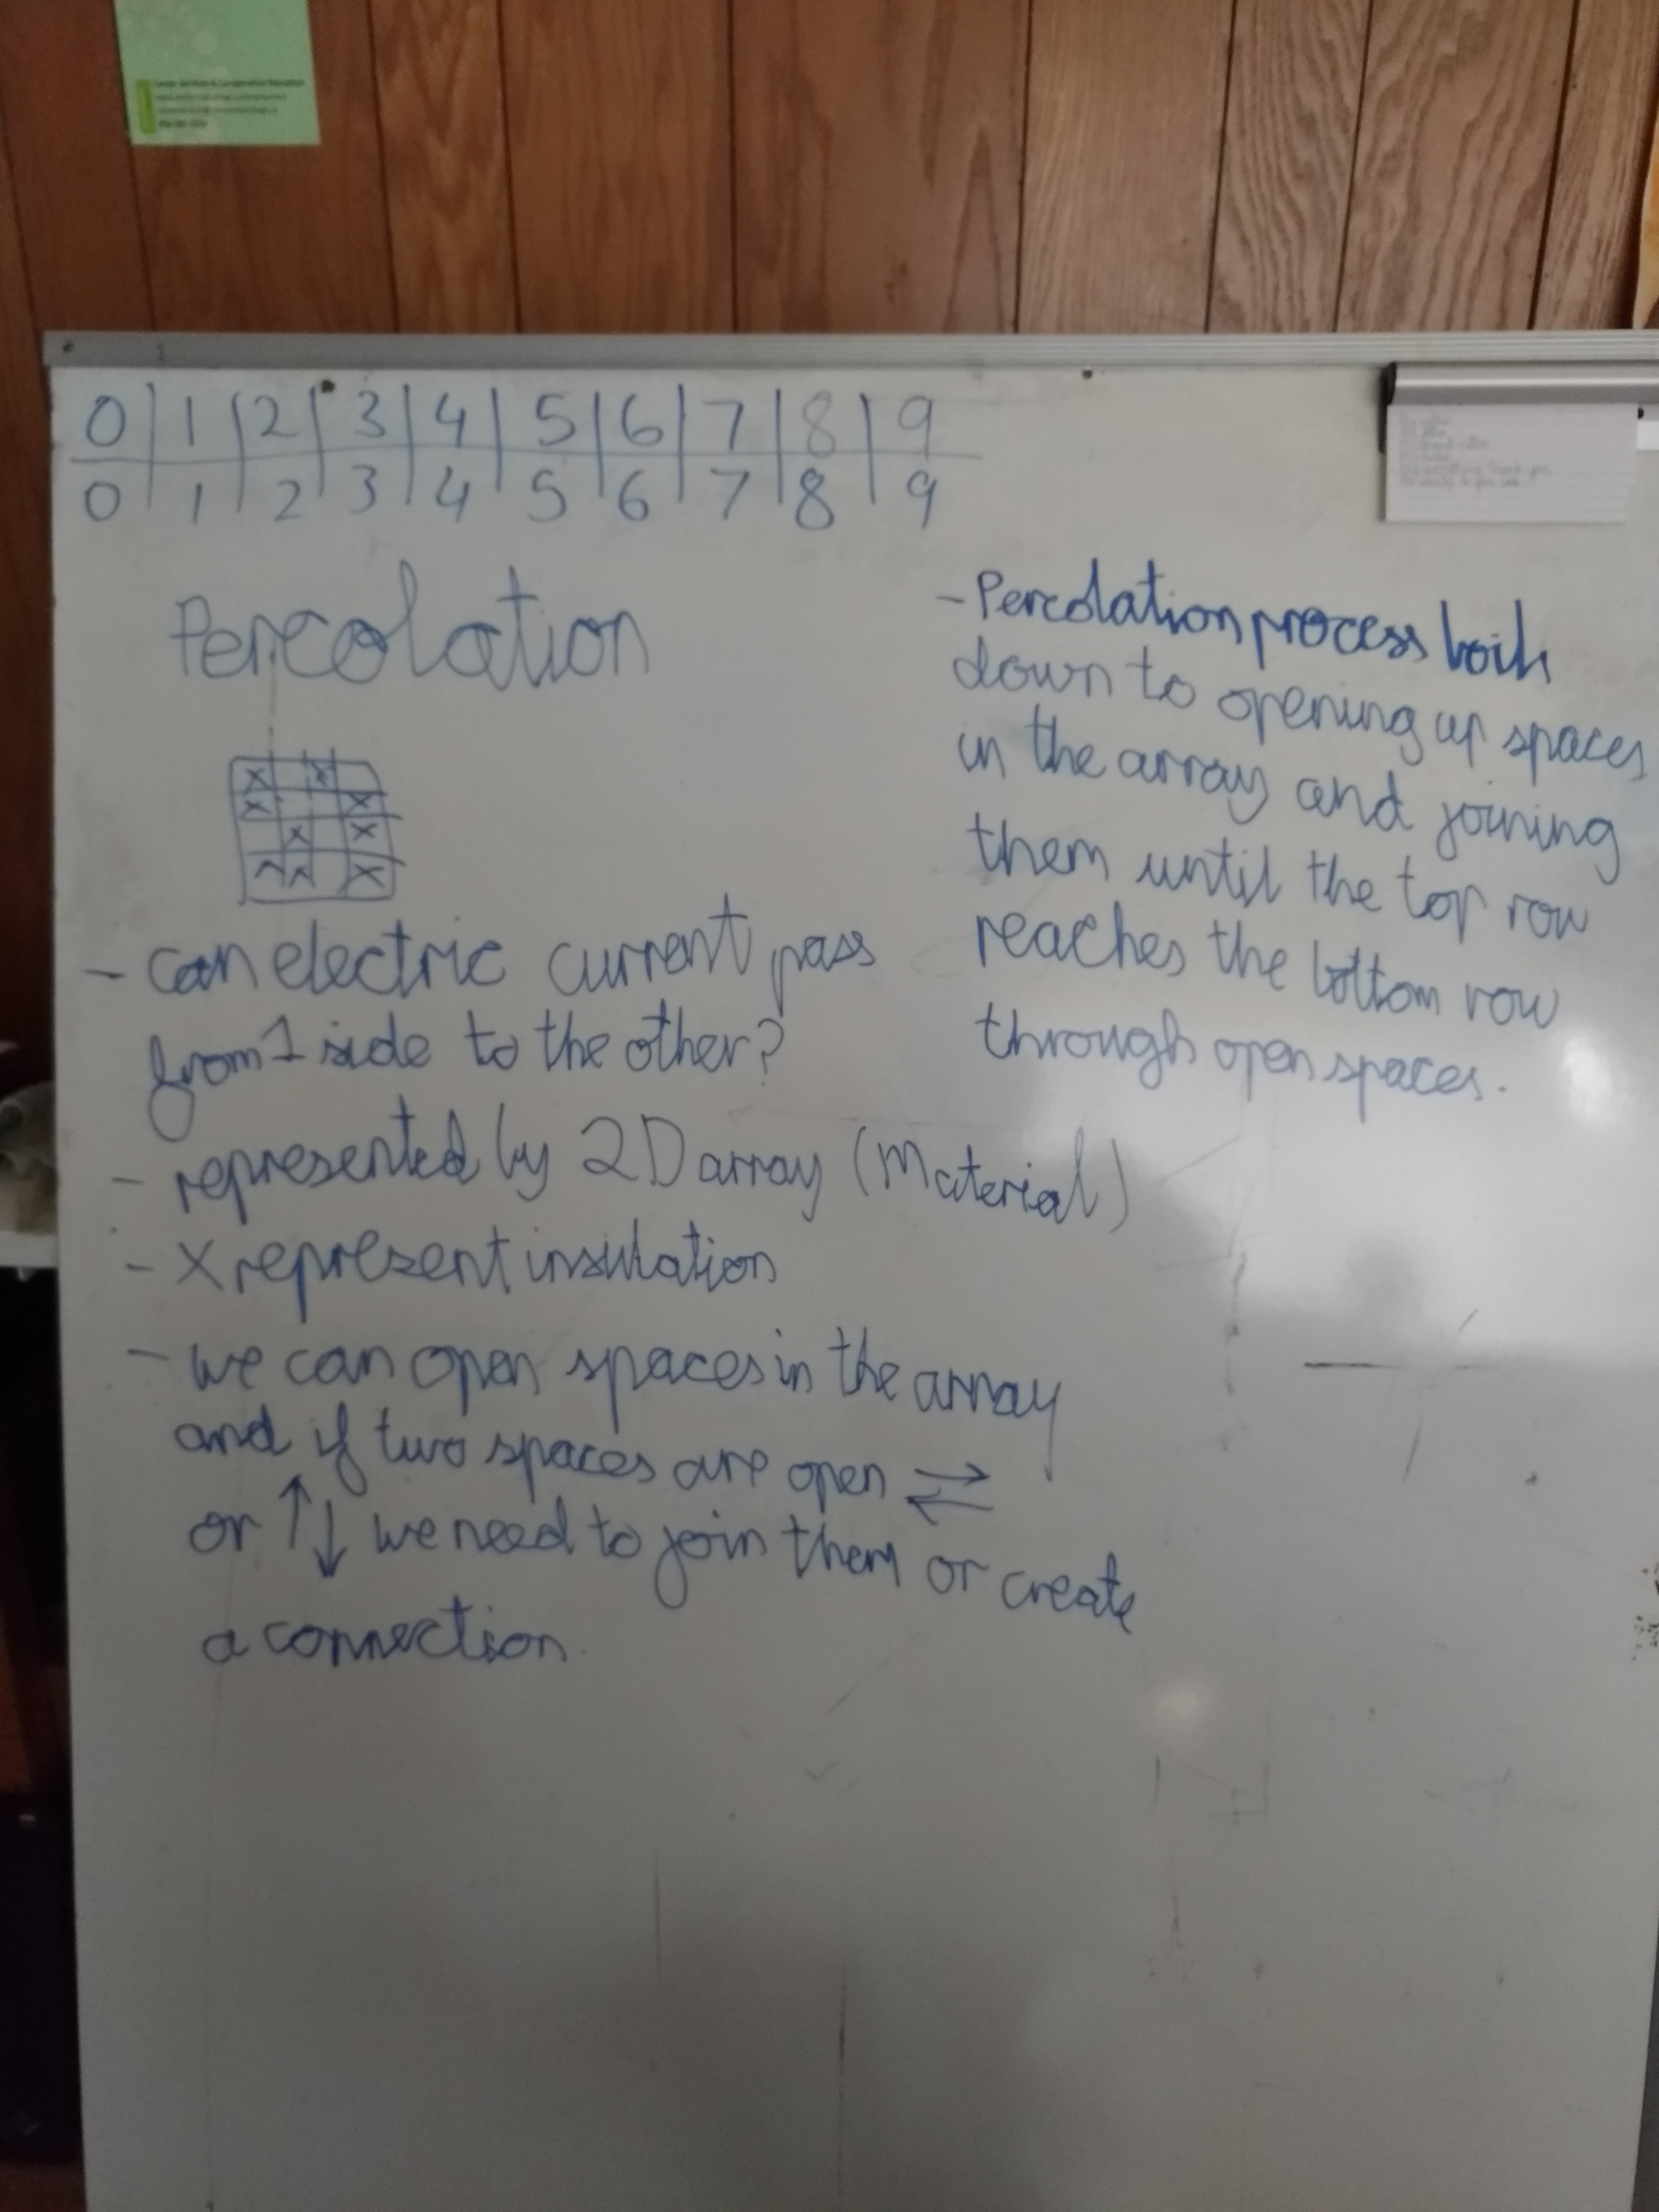 0 | 1 | 2 | 3 | 4 | 5 | 6 | 7 | 8 | 9
0 | 1 | 2 | 3 | 4 | 5 | 6 | 7 | 8 | 9
Percolation
X X
X X
X X
X X X
- can electric current pass
from 1 side to the other?
- represented by 2D array (Material)
- X represent insulation
- we can open spaces in the array
and if two spaces are open ⇄
or ↑↓ we need to join them or create
a connection.
- Percolation process boils
down to opening up spaces
in the array and joining
them until the top row
reaches the bottom row
through open spaces.